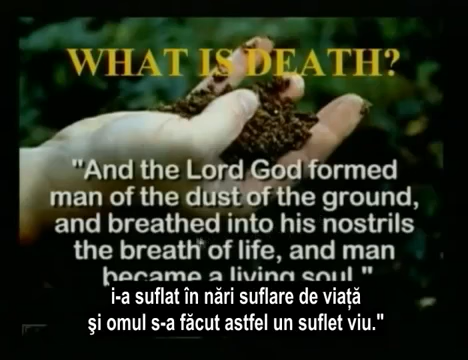 WHAT IS DEATH?
"And the Lord God formed
man of the dust of the ground,
and breathed into his nostrils
the breath of life, and man
became a living soul."
i-a suflat în nări suflare de viață
şi omul s-a făcut astfel un suflet viu."